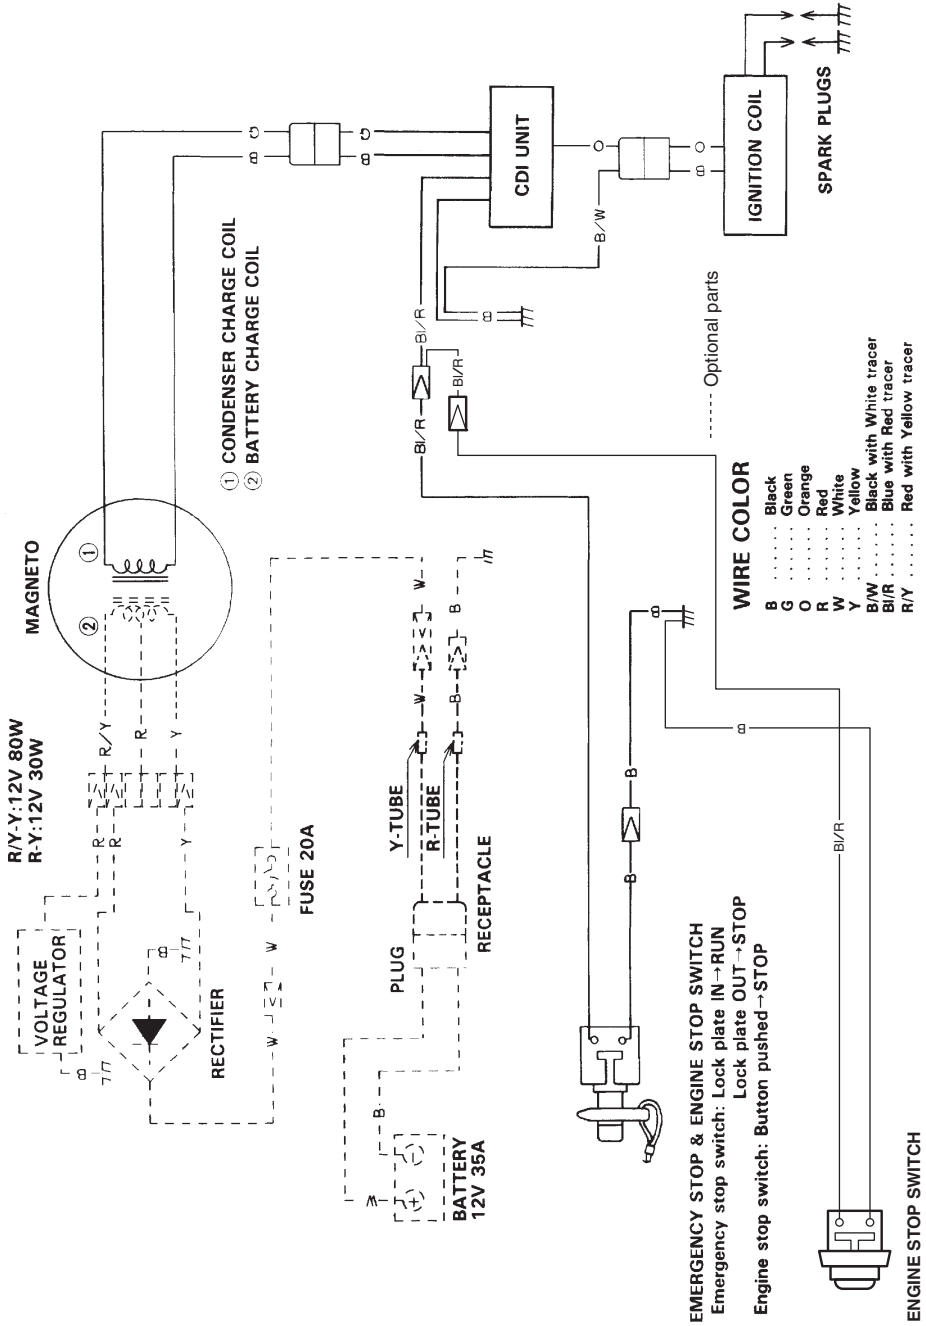 R/Y-Y:12V 80W
R-Y:12V 30W
MAGNETO
①
②
R/Y
R
Y
R
R
Y
VOLTAGE
REGULATOR
B
B
RECTIFIER
W
W
FUSE 20A
① CONDENSER CHARGE COIL
② BATTERY CHARGE COIL
G
B
G
B
CDI UNIT
O
B/W
O
B
IGNITION COIL
SPARK PLUGS
B
Bl/R
Bl/R
Bl/R
W
B
W
B
Y-TUBE
R-TUBE
PLUG
RECEPTACLE
B
W
BATTERY
12V 35A
B
B
B
B
Bl/R
------ Optional parts
WIRE COLOR
B ...... Black
G ...... Green
O ...... Orange
R ...... Red
W ...... White
Y ...... Yellow
B/W ...... Black with White tracer
Bl/R ...... Blue with Red tracer
R/Y ...... Red with Yellow tracer
EMERGENCY STOP & ENGINE STOP SWITCH
Emergency stop switch: Lock plate IN→RUN
Lock plate OUT→STOP
Engine stop switch: Button pushed→STOP
ENGINE STOP SWITCH